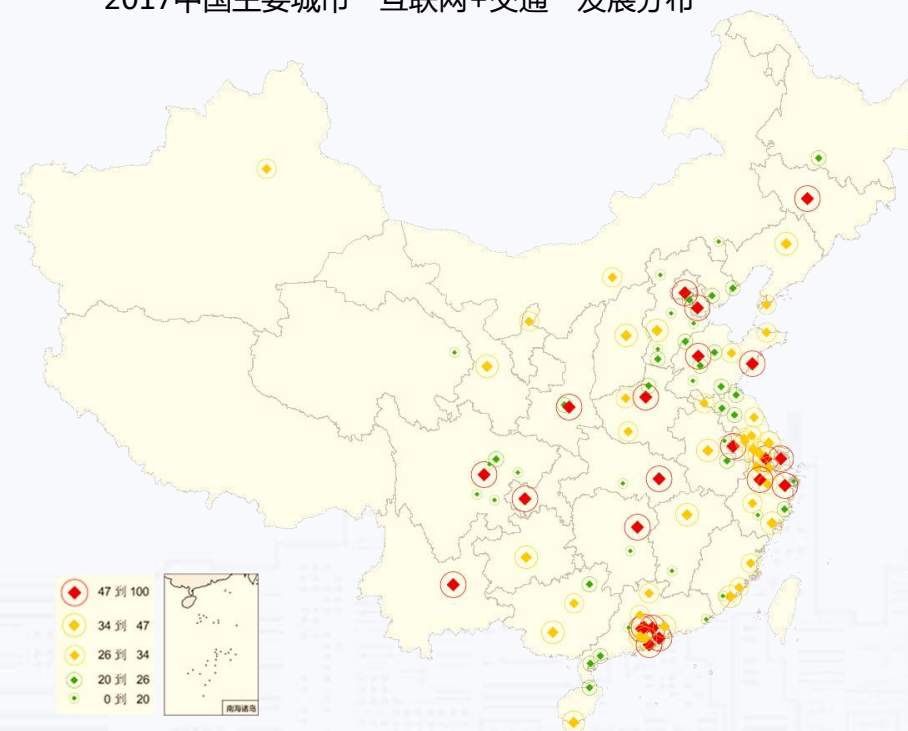 2017中国主要城市“互联网+交通”发展分布
47 到 100
34 到 47
26 到 34
20 到 26
0 到 20
南海诸岛